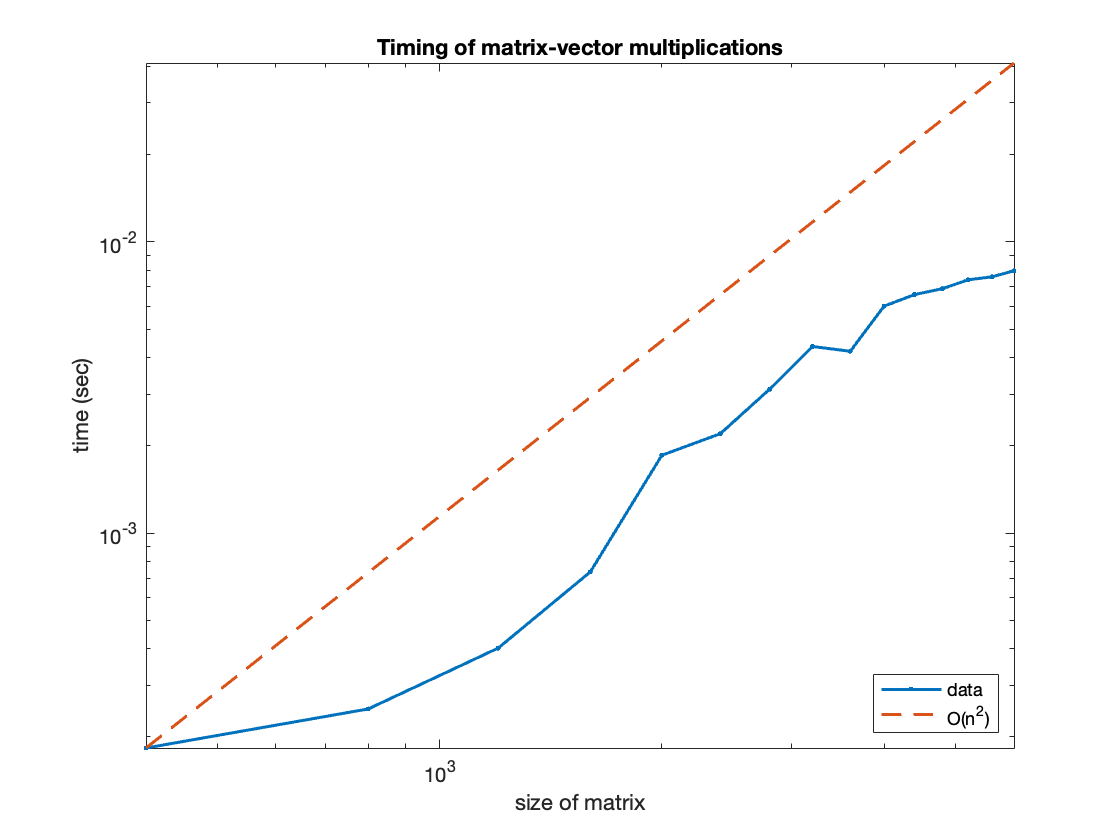 Timing of matrix-vector multiplications
10^-2
10^-3
time (sec)
10^3
size of matrix
data
O(n^2)